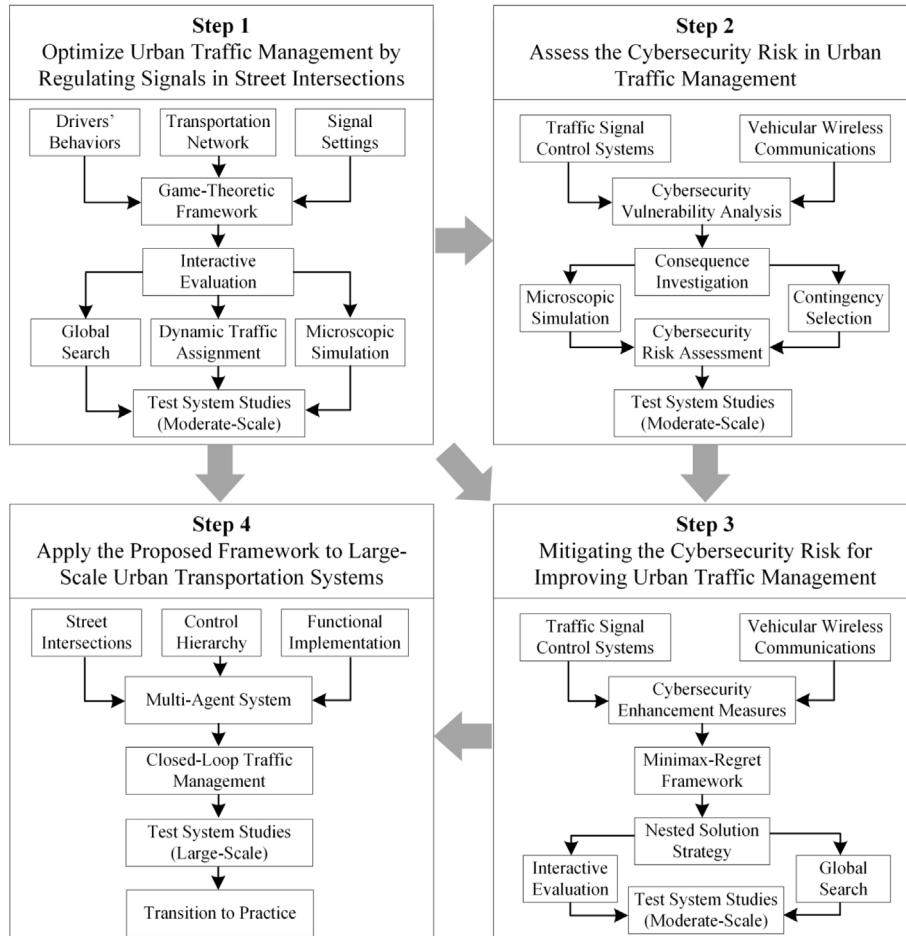 Step 1
Optimize Urban Traffic Management by
Regulating Signals in Street Intersections
Drivers'
Behaviors
Transportation
Network
Signal
Settings
Game-Theoretic
Framework
Interactive
Evaluation
Global
Search
Dynamic Traffic
Assignment
Microscopic
Simulation
Test System Studies
(Moderate-Scale)
Step 2
Assess the Cybersecurity Risk in Urban
Traffic Management
Traffic Signal
Control Systems
Vehicular Wireless
Communications
Cybersecurity
Vulnerability Analysis
Consequence
Investigation
Microscopic
Simulation
Contingency
Selection
Cybersecurity
Risk Assessment
Test System Studies
(Moderate-Scale)
Step 4
Apply the Proposed Framework to Large-
Scale Urban Transportation Systems
Street
Intersections
Control
Hierarchy
Functional
Implementation
Multi-Agent System
Closed-Loop Traffic
Management
Test System Studies
(Large-Scale)
Transition to Practice
Step 3
Mitigating the Cybersecurity Risk for
Improving Urban Traffic Management
Traffic Signal
Control Systems
Vehicular Wireless
Communications
Cybersecurity
Enhancement Measures
Minimax-Regret
Framework
Nested Solution
Strategy
Interactive
Evaluation
Global
Search
Test System Studies
(Moderate-Scale)